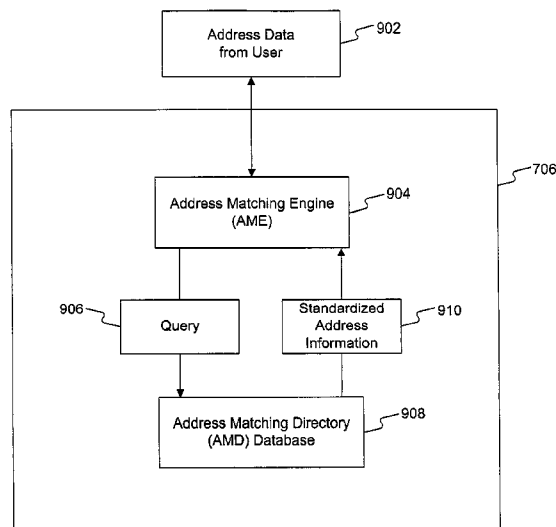 Address Data
from User
902
706
Address Matching Engine
(AME)
904
906
Query
Standardized
Address
Information
910
Address Matching Directory
(AMD) Database
908